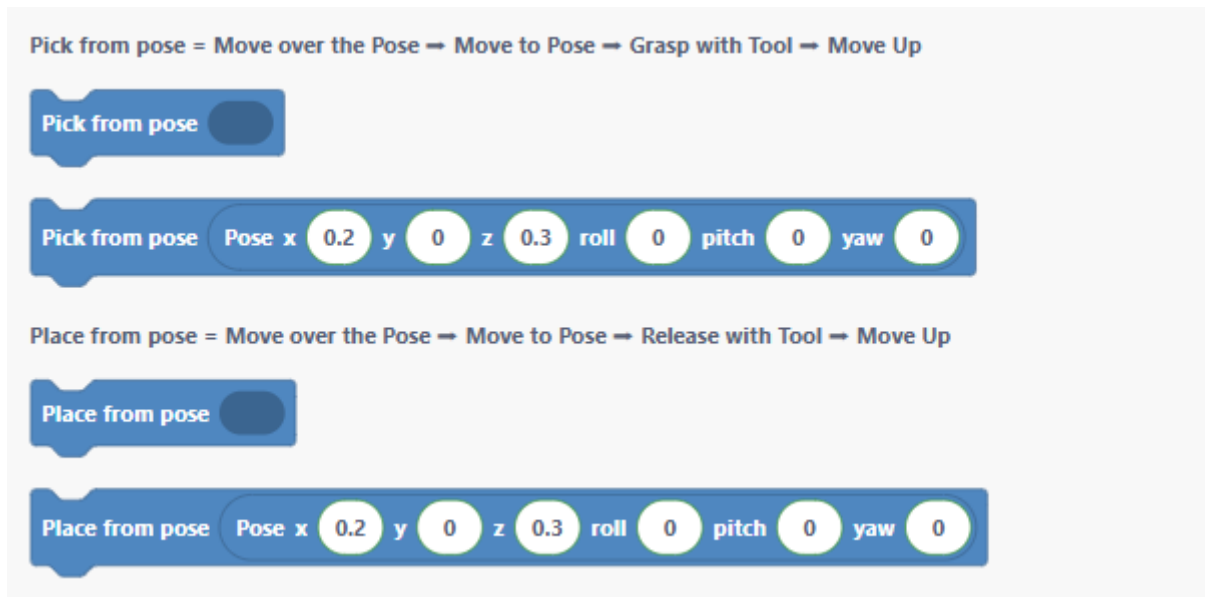 Pick from pose = Move over the Pose ➡ Move to Pose ➡ Grasp with Tool ➡ Move Up
Pick from pose
Pick from pose Pose x 0.2 y 0 z 0.3 roll 0 pitch 0 yaw 0
Place from pose = Move over the Pose ➡ Move to Pose ➡ Release with Tool ➡ Move Up
Place from pose
Place from pose Pose x 0.2 y 0 z 0.3 roll 0 pitch 0 yaw 0